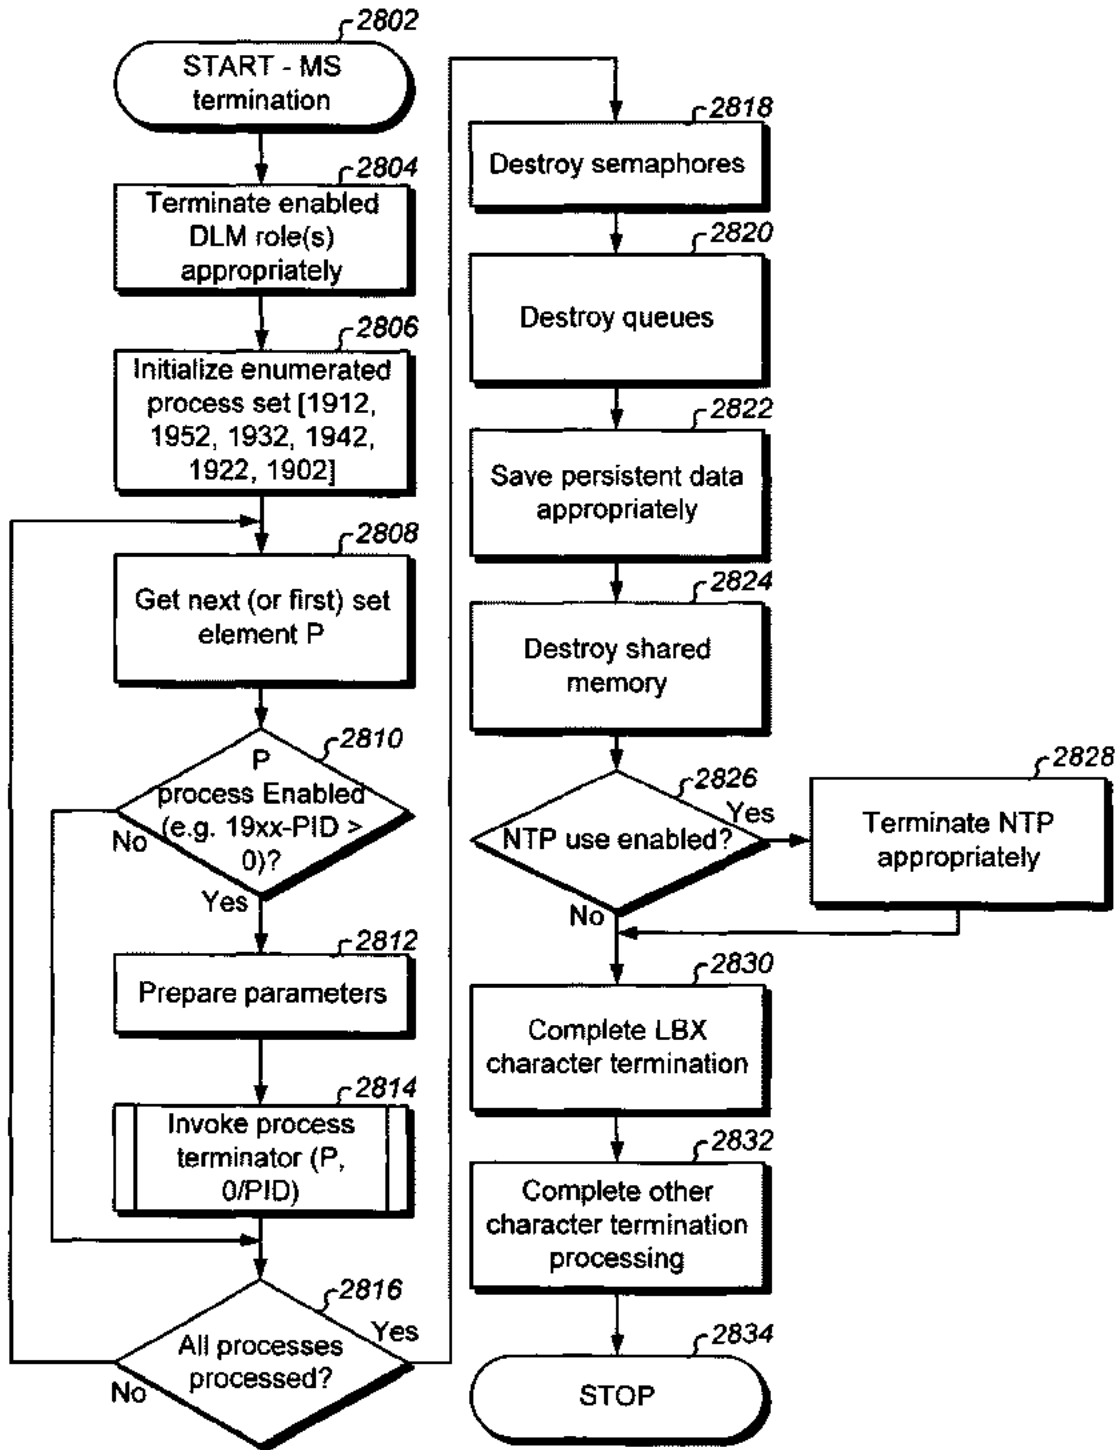 2802
START - MS
termination
2804
Terminate enabled
DLM role(s)
appropriately
2806
Initialize enumerated
process set [1912,
1952, 1932, 1942,
1922, 1902]
2808
Get next (or first) set
element P
2810
P
process Enabled
(e.g. 19xx-PID >
0)?
No
Yes
2812
Prepare parameters
2814
Invoke process
terminator (P,
0/PID)
2816
All processes
processed?
Yes
No
2818
Destroy semaphores
2820
Destroy queues
2822
Save persistent data
appropriately
2824
Destroy shared
memory
2826
NTP use enabled?
Yes
No
2828
Terminate NTP
appropriately
2830
Complete LBX
character termination
2832
Complete other
character termination
processing
2834
STOP